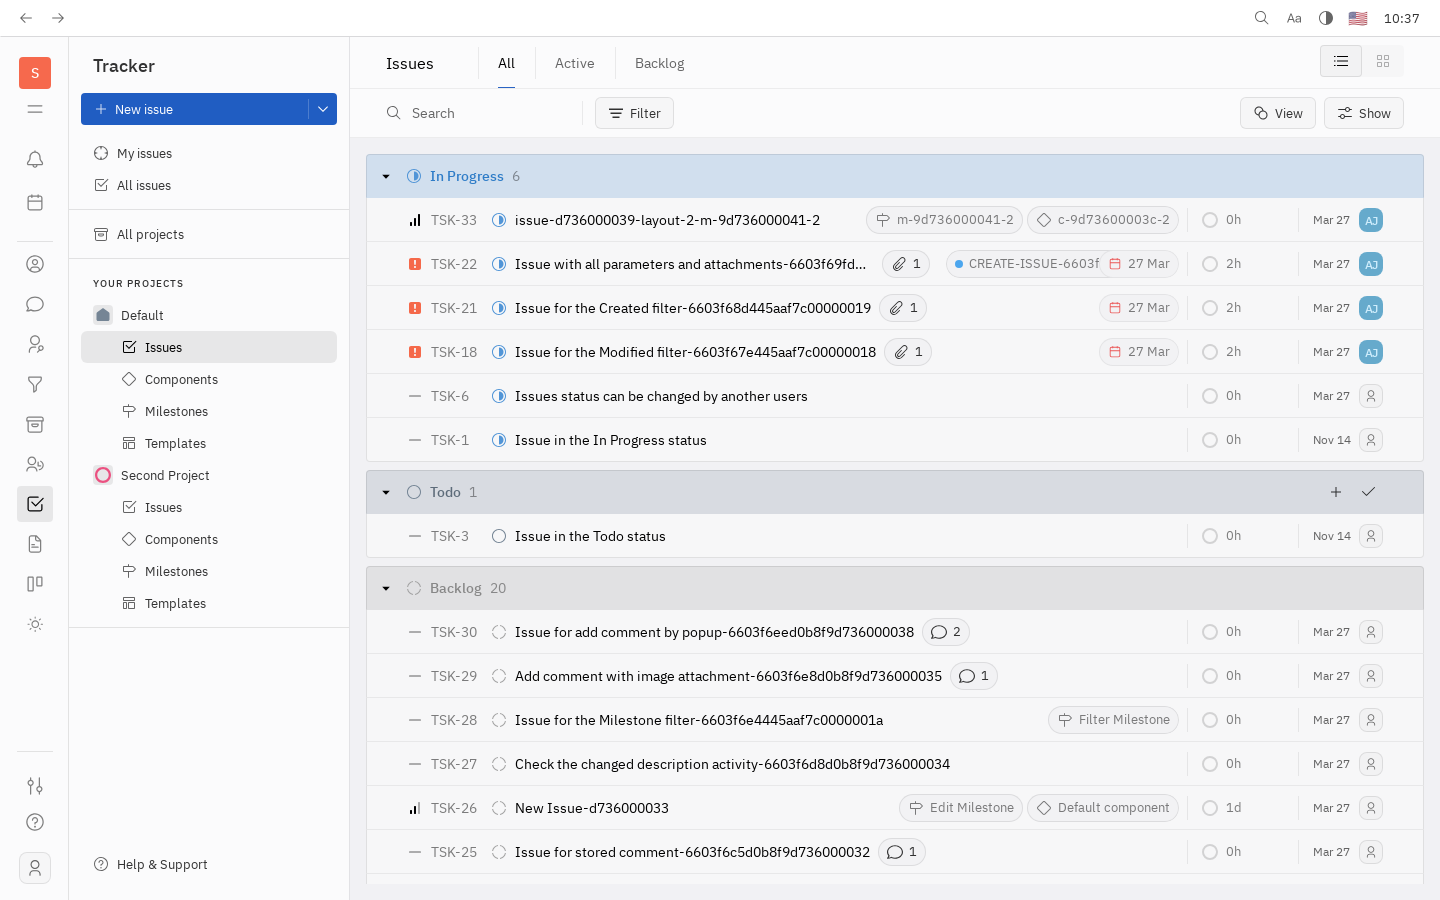 Aa 10:37
S
Tracker
New issue
My issues
All issues
All projects
YOUR PROJECTS
Default
Issues
Components
Milestones
Templates
Second Project
Issues
Components
Milestones
Templates
Help & Support
Issues All Active Backlog
Search Filter View Show
In Progress 6
TSK-33 issue-d736000039-layout-2-m-9d736000041-2 m-9d736000041-2 c-9d73600003c-2 0h Mar 27 AJ
TSK-22 Issue with all parameters and attachments-6603f69fd... 1 CREATE-ISSUE-6603f 27 Mar 2h Mar 27 AJ
TSK-21 Issue for the Created filter-6603f68d445aaf7c00000019 1 27 Mar 2h Mar 27 AJ
TSK-18 Issue for the Modified filter-6603f67e445aaf7c00000018 1 27 Mar 2h Mar 27 AJ
TSK-6 Issues status can be changed by another users 0h Mar 27
TSK-1 Issue in the In Progress status 0h Nov 14
Todo 1
TSK-3 Issue in the Todo status 0h Nov 14
Backlog 20
TSK-30 Issue for add comment by popup-6603f6eed0b8f9d736000038 2 0h Mar 27
TSK-29 Add comment with image attachment-6603f6e8d0b8f9d736000035 1 0h Mar 27
TSK-28 Issue for the Milestone filter-6603f6e4445aaf7c0000001a Filter Milestone 0h Mar 27
TSK-27 Check the changed description activity-6603f6d8d0b8f9d736000034 0h Mar 27
TSK-26 New Issue-d736000033 Edit Milestone Default component 1d Mar 27
TSK-25 Issue for stored comment-6603f6c5d0b8f9d736000032 1 0h Mar 27